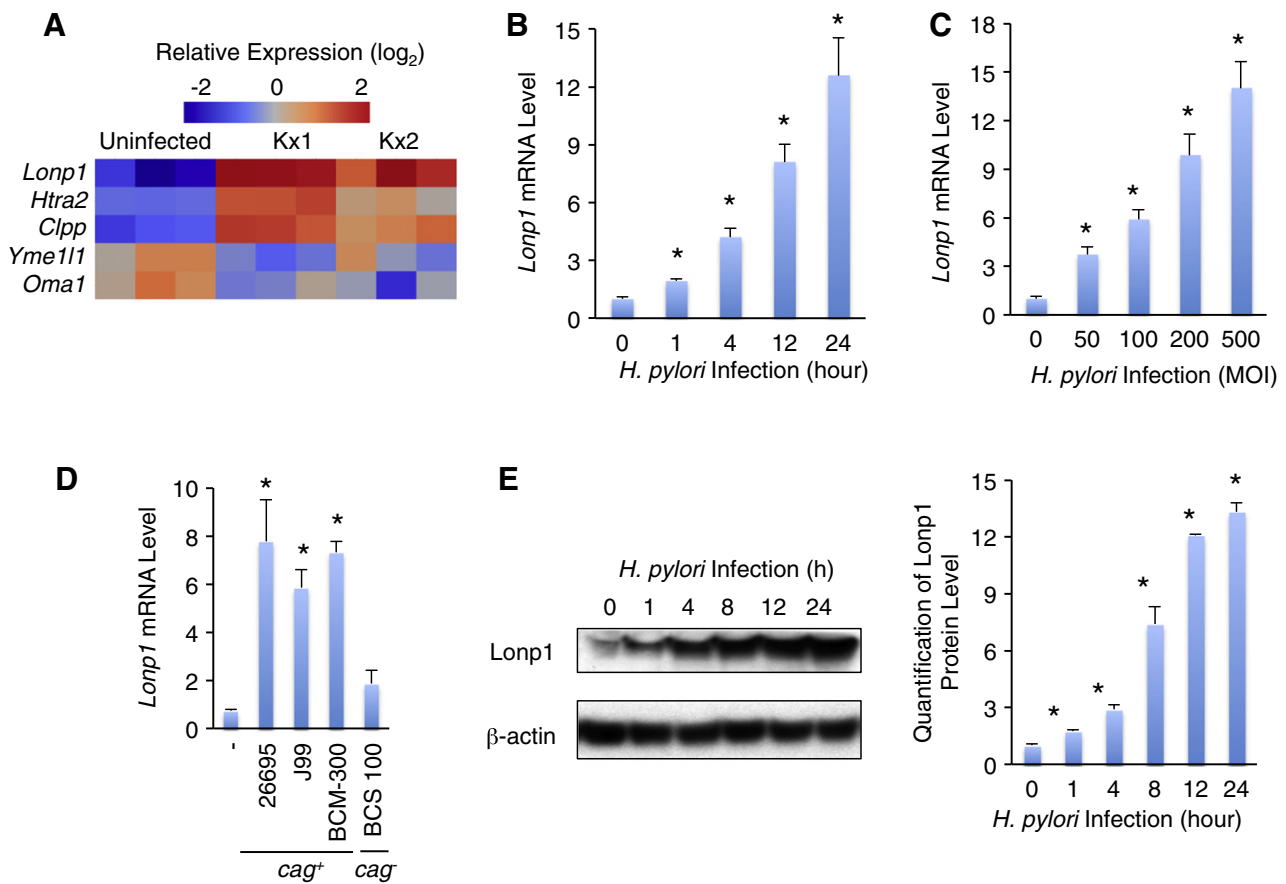 A
Relative Expression (log2)
-2 0 2
Uninfected Kx1 Kx2
Lonp1
Htra2
Clpp
Yme1l1
Oma1
B
Lonp1 mRNA Level
15
12
9
6
3
0
* * * *
0 1 4 12 24
H. pylori Infection (hour)
C
Lonp1 mRNA Level
18
15
12
9
6
3
0
* * * *
0 50 100 200 500
H. pylori Infection (MOI)
D
Lonp1 mRNA Level
10
8
6
4
2
0
* * *
- 26695 J99 BCM-300 BCS 100
cag+ cag-
E
H. pylori Infection (h)
0 1 4 8 12 24
Lonp1
β-actin
Quantification of Lonp1
Protein Level
15
12
9
6
3
0
* * * * *
0 1 4 8 12 24
H. pylori Infection (hour)